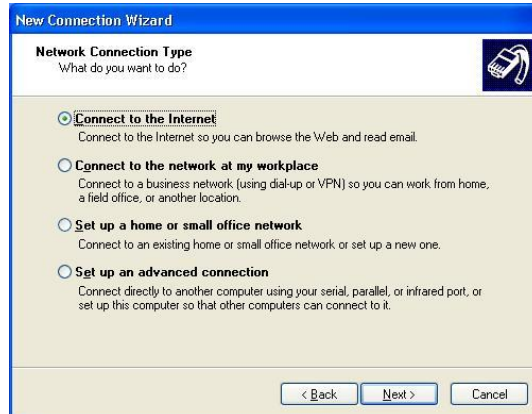 New Connection Wizard
Network Connection Type
What do you want to do?
Connect to the Internet
Connect to the Internet so you can browse the Web and read email.
Connect to the network at my workplace
Connect to a business network (using dial-up or VPN) so you can work from home,
a field office, or another location.
Set up a home or small office network
Connect to an existing home or small office network or set up a new one.
Set up an advanced connection
Connect directly to another computer using your serial, parallel, or infrared port, or
set up this computer so that other computers can connect to it.
< Back Next > Cancel